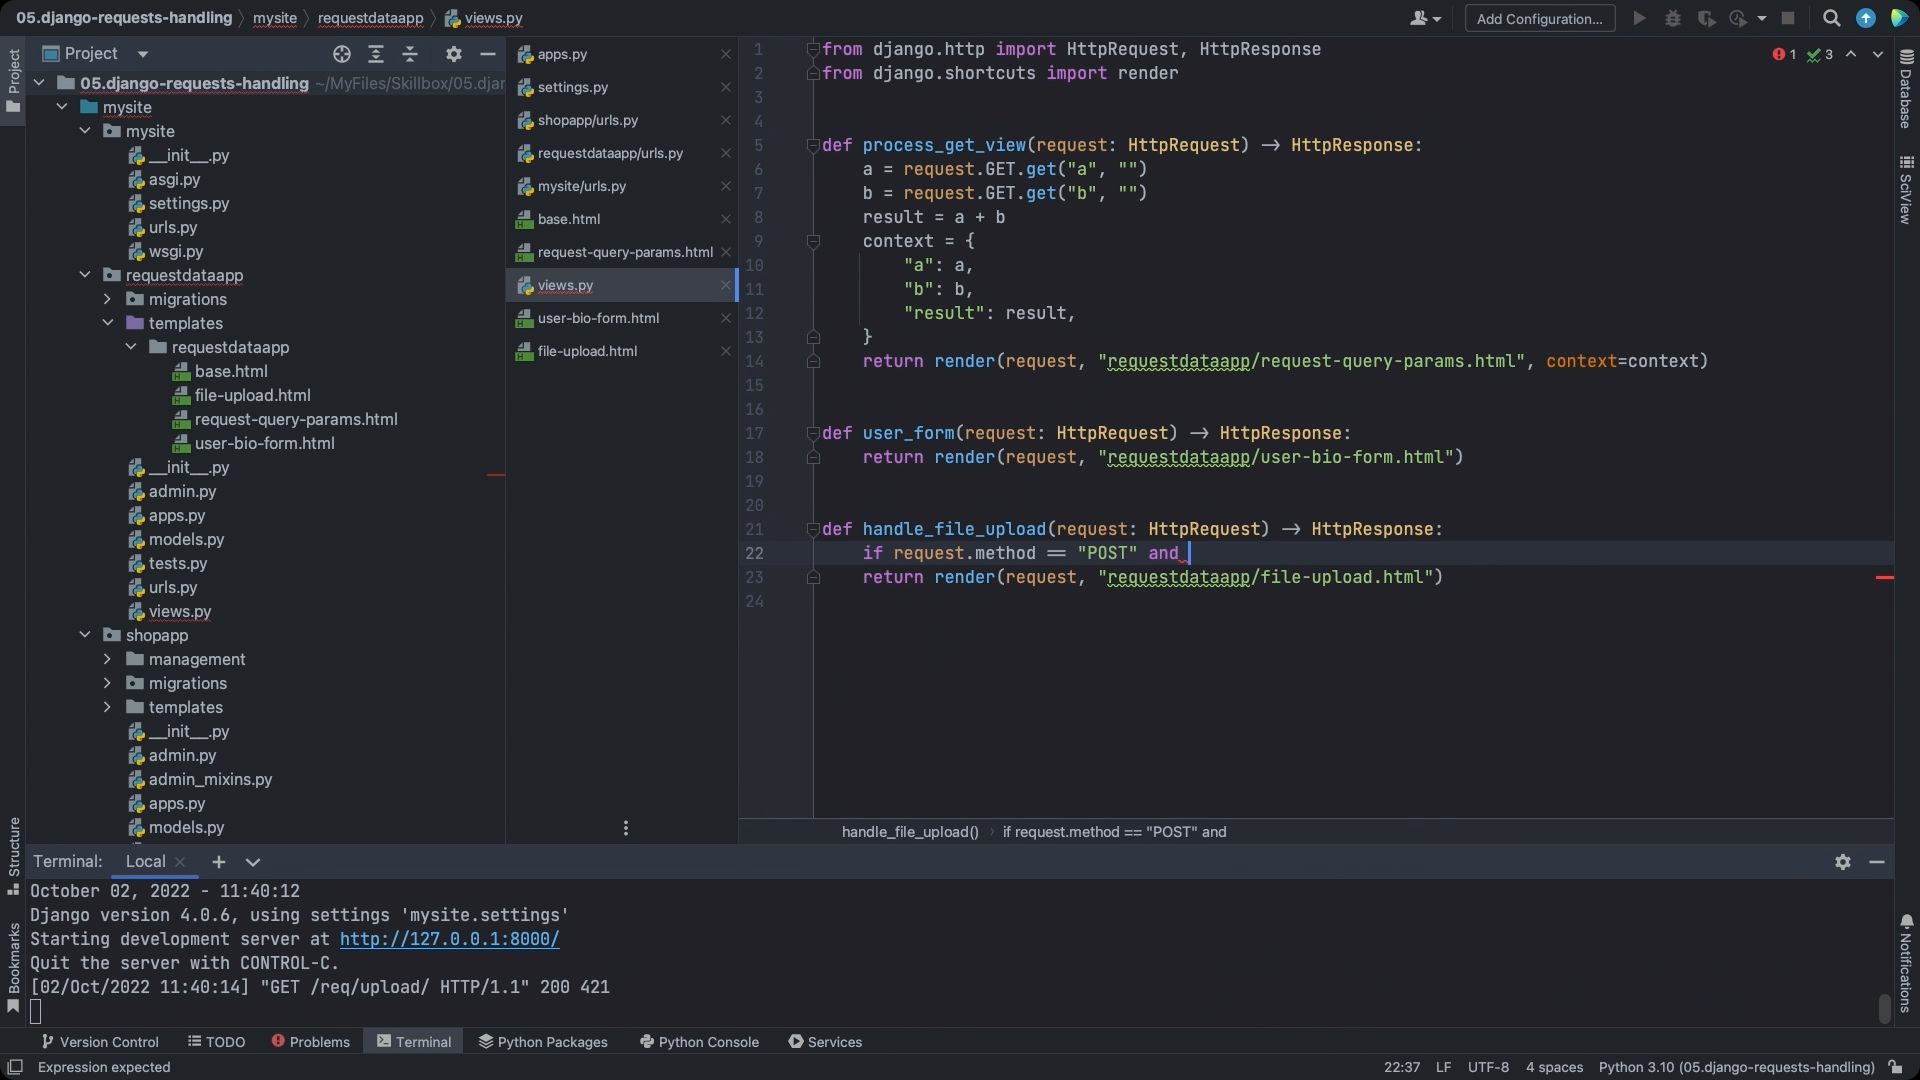 05.django-requests-handling
mysite
requestdataapp
views.py
Add Configuration...
Project
05.django-requests-handling ~/MyFiles/Skillbox/05.djar
mysite
mysite
__init__.py
asgi.py
settings.py
urls.py
wsgi.py
requestdataapp
migrations
templates
requestdataapp
base.html
file-upload.html
request-query-params.html
user-bio-form.html
__init__.py
admin.py
apps.py
models.py
tests.py
urls.py
views.py
shopapp
management
migrations
templates
__init__.py
admin.py
admin_mixins.py
apps.py
models.py
apps.py
settings.py
shopapp/urls.py
requestdataapp/urls.py
mysite/urls.py
base.html
request-query-params.html
views.py
user-bio-form.html
file-upload.html
1 from django.http import HttpRequest, HttpResponse
2 from django.shortcuts import render
3
4
5 def process_get_view(request: HttpRequest) -> HttpResponse:
6 a = request.GET.get("a", "")
7 b = request.GET.get("b", "")
8 result = a + b
9 context = {
10 "a": a,
11 "b": b,
12 "result": result,
13 }
14 return render(request, "requestdataapp/request-query-params.html", context=context)
15
16
17 def user_form(request: HttpRequest) -> HttpResponse:
18 return render(request, "requestdataapp/user-bio-form.html")
19
20
21 def handle_file_upload(request: HttpRequest) -> HttpResponse:
22 if request.method == "POST" and
23 return render(request, "requestdataapp/file-upload.html")
24
1 3
handle_file_upload() if request.method == "POST" and
Project
Structure
Bookmarks
Database
SciView
Notifications
Terminal: Local
October 02, 2022 - 11:40:12
Django version 4.0.6, using settings 'mysite.settings'
Starting development server at http://127.0.0.1:8000/
Quit the server with CONTROL-C.
[02/Oct/2022 11:40:14] "GET /req/upload/ HTTP/1.1" 200 421
Version Control TODO Problems Terminal Python Packages Python Console Services
Expression expected 22:37 LF UTF-8 4 spaces Python 3.10 (05.django-requests-handling)